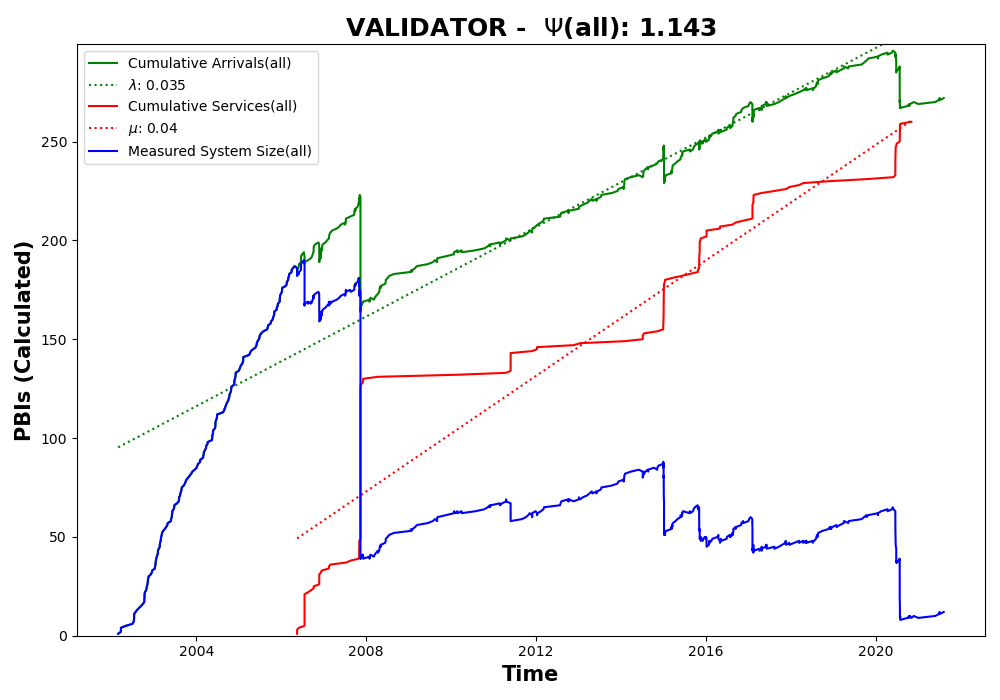 VALIDATOR - Ψ(all): 1.143
Cumulative Arrivals(all)
λ: 0.035
Cumulative Services(all)
μ: 0.04
Measured System Size(all)
PBIs (Calculated)
250
200
150
100
50
0
2004 2008 2012 2016 2020
Time